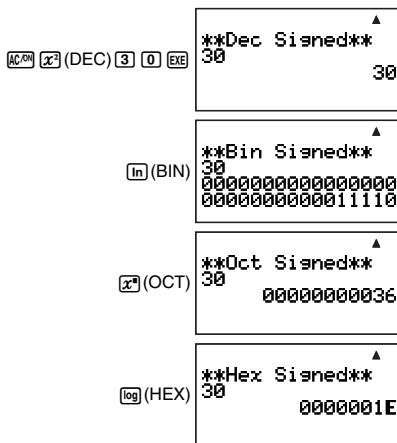 ▲
**Dec Signed**
AC/ON x² (DEC) 3 0 EXE 30
30
▲
**Bin Signed**
ln (BIN) 30
0000000000000000
0000000000011110
▲
**Oct Signed**
x■ (OCT) 30
00000000036
▲
**Hex Signed**
log (HEX) 30
0000001E